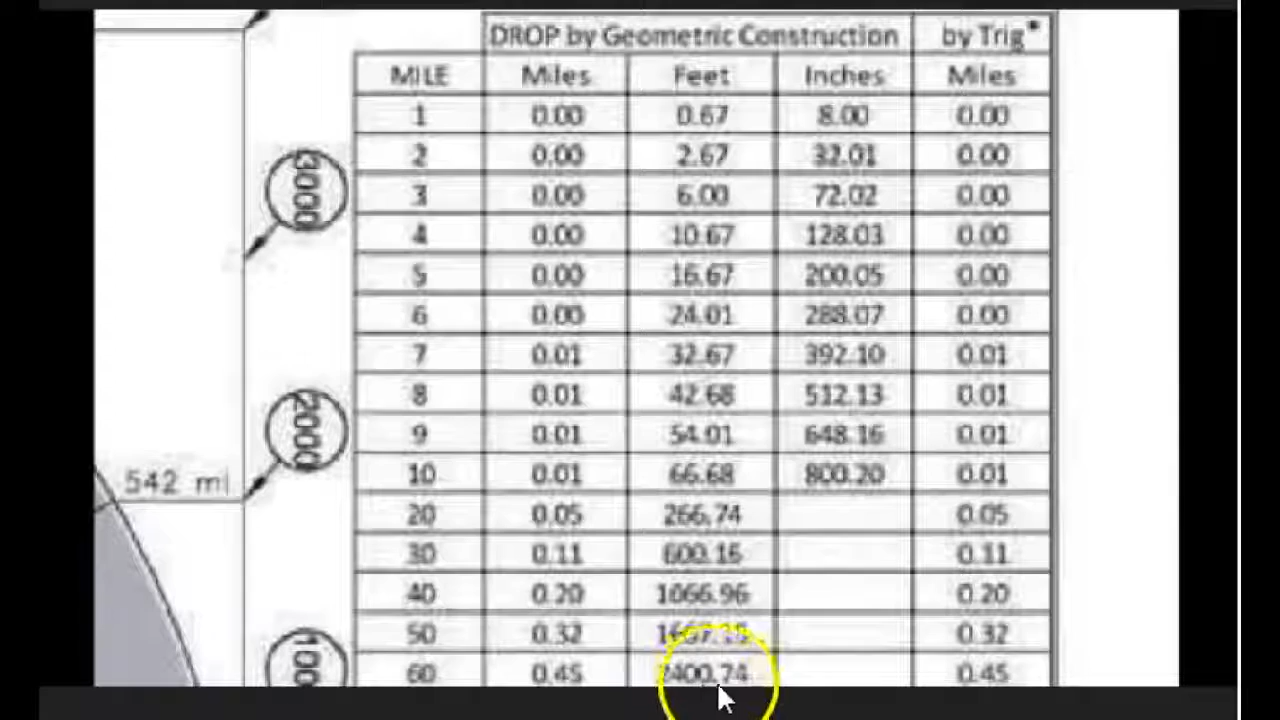 DROP by Geometric Construction by Trig*
MILE Miles Feet Inches Miles
1 0.00 0.67 8.00 0.00
2 0.00 2.67 32.01 0.00
3 0.00 6.00 72.02 0.00
4 0.00 10.67 128.03 0.00
5 0.00 16.67 200.05 0.00
6 0.00 24.01 288.07 0.00
7 0.01 32.67 392.10 0.01
8 0.01 42.68 512.13 0.01
9 0.01 54.01 648.16 0.01
10 0.01 66.68 800.20 0.01
20 0.05 266.74 0.05
30 0.11 600.16 0.11
40 0.20 1066.96 0.20
50 0.32 0.32
60 0.45 2400.74 0.45
3000
2000
542 mi